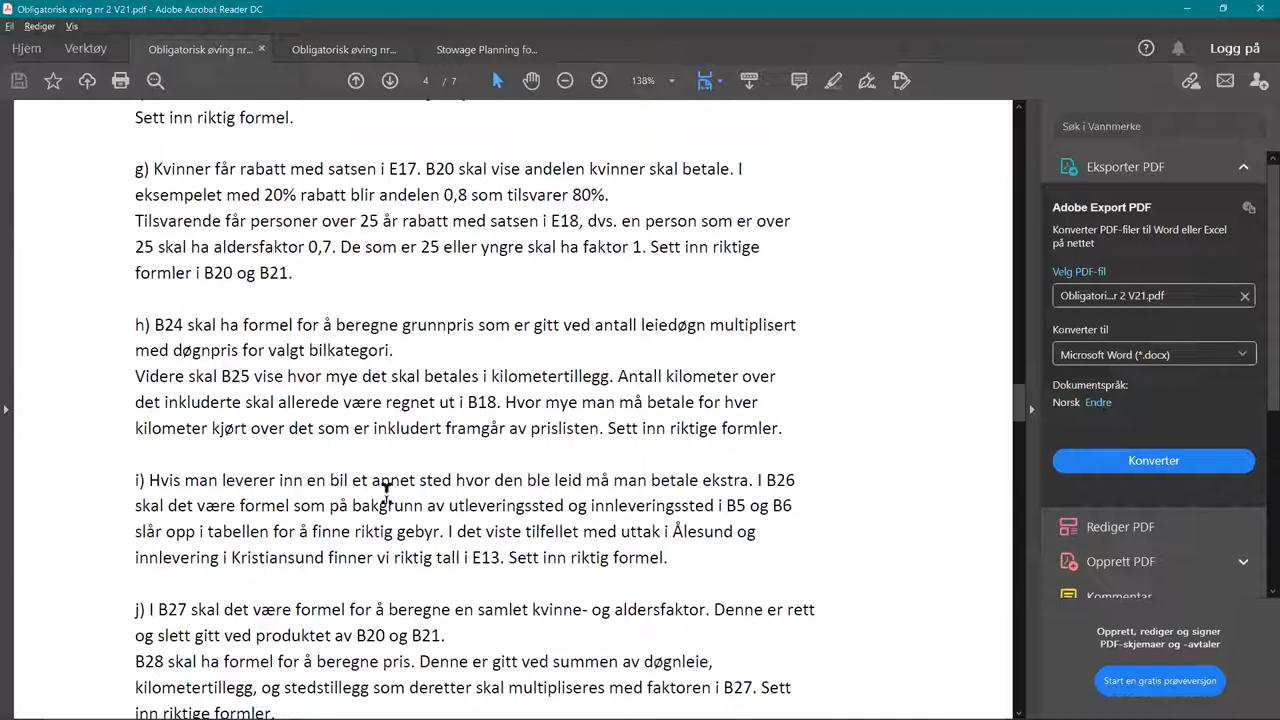 Obligatorisk øving nr 2 V21.pdf - Adobe Acrobat Reader DC
Fil Rediger Vis
Hjem Verktøy Obligatorisk øving nr... × Obligatorisk øving nr... Stowage Planning fo... Logg på
4 / 7 138%
Sett inn riktig formel.
g) Kvinner får rabatt med satsen i E17. B20 skal vise andelen kvinner skal betale. I
eksempelet med 20% rabatt blir andelen 0,8 som tilsvarer 80%.
Tilsvarende får personer over 25 år rabatt med satsen i E18, dvs. en person som er over
25 skal ha aldersfaktor 0,7. De som er 25 eller yngre skal ha faktor 1. Sett inn riktige
formler i B20 og B21.
h) B24 skal ha formel for å beregne grunnpris som er gitt ved antall leiedøgn multiplisert
med døgnpris for valgt bilkategori.
Videre skal B25 vise hvor mye det skal betales i kilometertillegg. Antall kilometer over
det inkluderte skal allerede være regnet ut i B18. Hvor mye man må betale for hver
kilometer kjørt over det som er inkludert framgår av prislisten. Sett inn riktige formler.
i) Hvis man leverer inn en bil et annet sted hvor den ble leid må man betale ekstra. I B26
skal det være formel som på bakgrunn av utleveringssted og innleveringssted i B5 og B6
slår opp i tabellen for å finne riktig gebyr. I det viste tilfellet med uttak i Ålesund og
innlevering i Kristiansund finner vi riktig tall i E13. Sett inn riktig formel.
j) I B27 skal det være formel for å beregne en samlet kvinne- og aldersfaktor. Denne er rett
og slett gitt ved produktet av B20 og B21.
B28 skal ha formel for å beregne pris. Denne er gitt ved summen av døgnleie,
kilometertillegg, og stedstillegg som deretter skal multipliseres med faktoren i B27. Sett
inn riktige formler.
Søk i Vannmerke
Eksporter PDF
Adobe Export PDF
Konverter PDF-filer til Word eller Excel
på nettet
Velg PDF-fil
Obligatori...r 2 V21.pdf ×
Konverter til
Microsoft Word (*.docx)
Dokumentspråk:
Norsk Endre
Konverter
Rediger PDF
Opprett PDF
Kommentar
Opprett, rediger og signer
PDF-skjemaer og -avtaler
Start en gratis prøveversjon